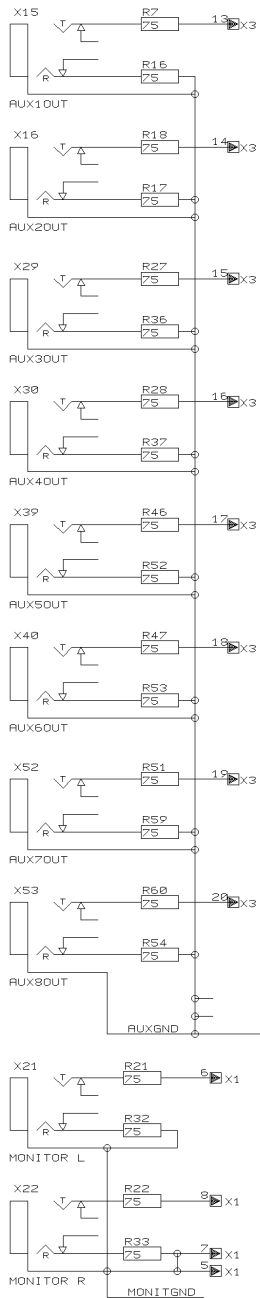 X15 R7 13
T 75 X3
R16
R 75
AUX1OUT
X16 R18 14
T 75 X3
R17
R 75
AUX2OUT
X29 R27 15
T 75 X3
R36
R 75
AUX3OUT
X30 R28 16
T 75 X3
R37
R 75
AUX4OUT
X39 R46 17
T 75 X3
R52
R 75
AUX5OUT
X40 R47 18
T 75 X3
R53
R 75
AUX6OUT
X52 R51 19
T 75 X3
R59
R 75
AUX7OUT
X53 R60 20
T 75 X3
R54
R 75
AUX8OUT
AUXGND
X21 R21 6
T 75 X1
R32
R 75
MONITOR L
X22 R22 8
T 75 X1
R33 7
R 75 X1
5
MONITOR R X1
MONITGND